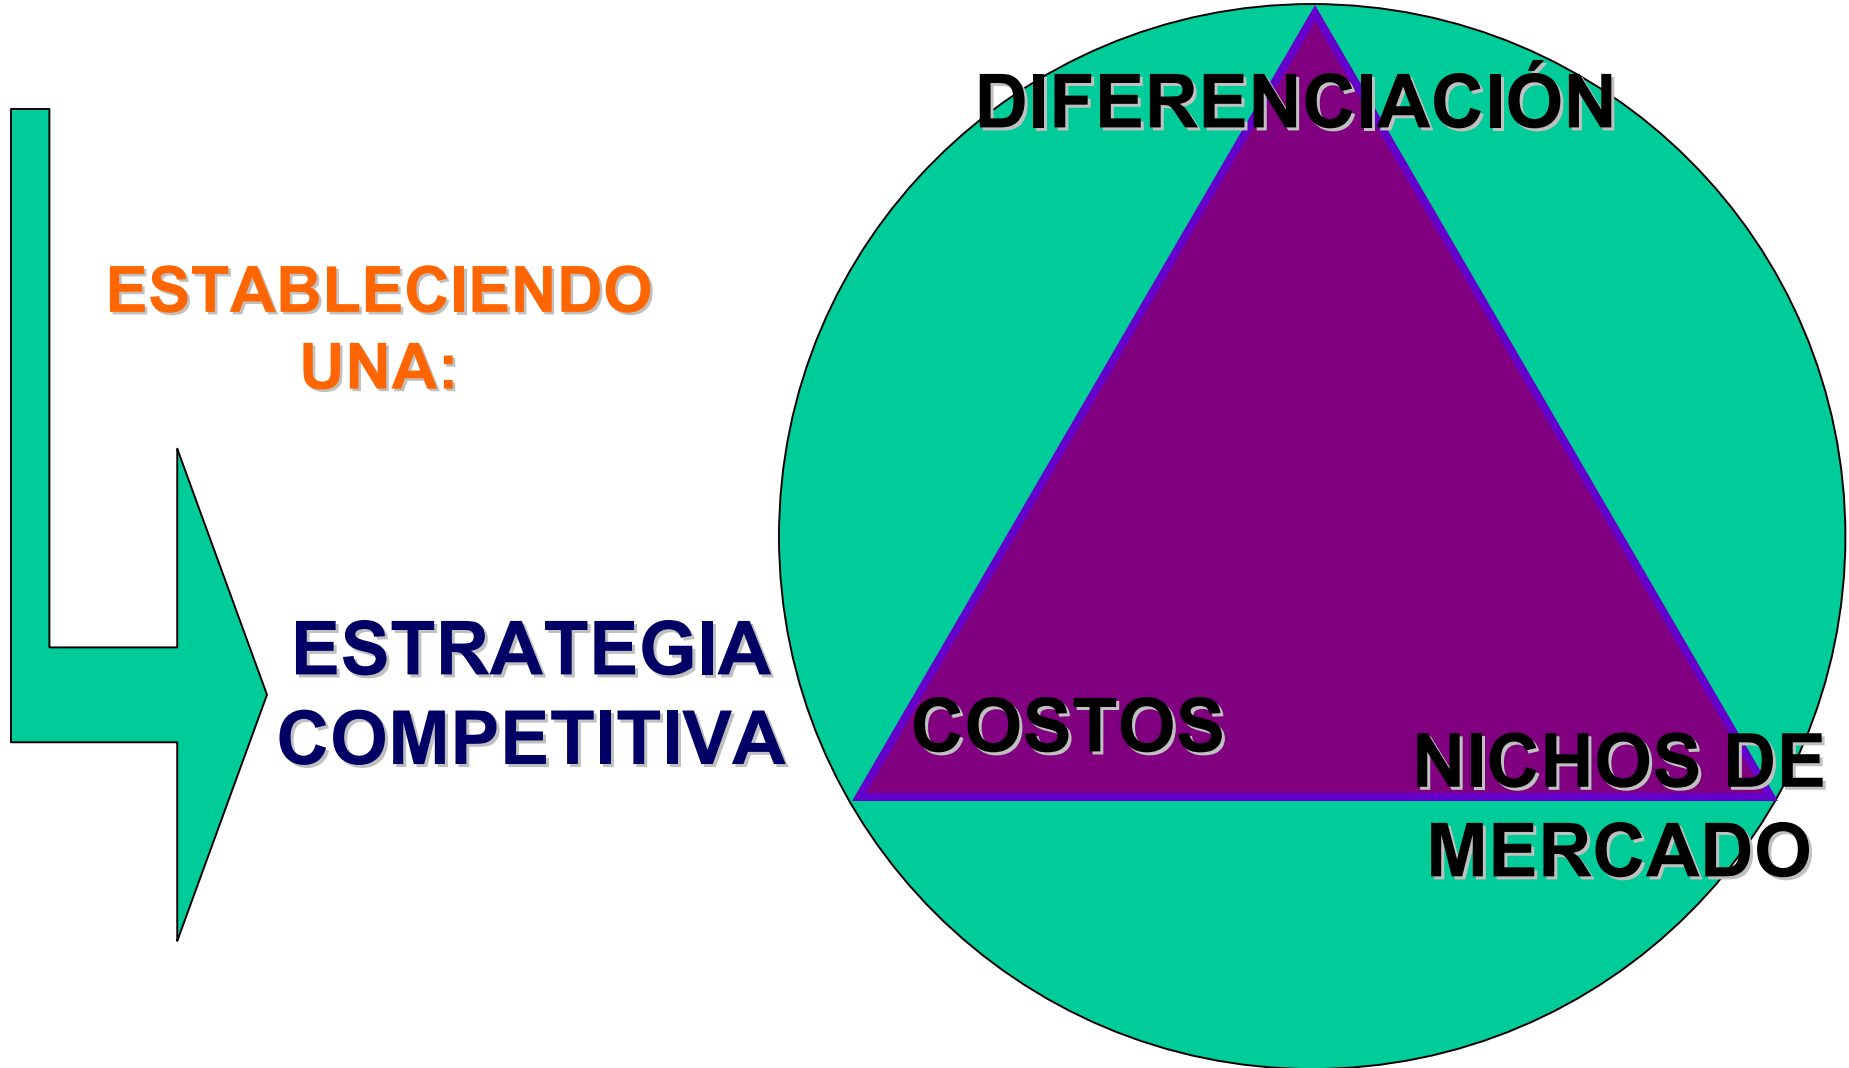 ESTABLECIENDO
UNA:
ESTRATEGIA
COMPETITIVA
DIFERENCIACIÓN
COSTOS
NICHOS DE
MERCADO